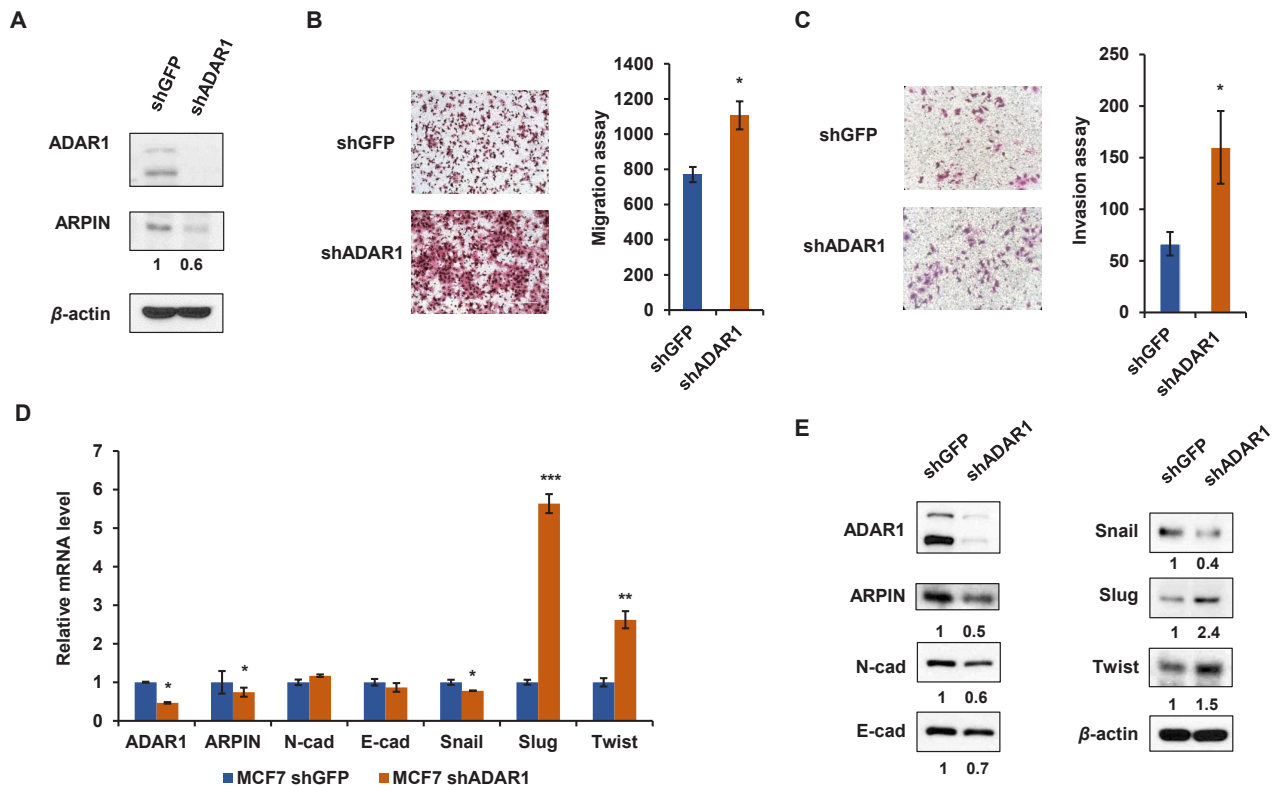 A
shGFP
shADAR1
ADAR1
ARPIN
1 0.6
β-actin
B
shGFP
shADAR1
Migration assay
1400
1200
1000
800
600
400
200
0
*
shGFP
shADAR1
C
shGFP
shADAR1
Invasion assay
250
200
150
100
50
0
*
shGFP
shADAR1
D
Relative mRNA level
7
6
5
4
3
2
1
0
*
*
*
***
**
ADAR1 ARPIN N-cad E-cad Snail Slug Twist
MCF7 shGFP MCF7 shADAR1
E
shGFP
shADAR1
ADAR1
ARPIN
1 0.5
N-cad
1 0.6
E-cad
1 0.7
shGFP
shADAR1
Snail
1 0.4
Slug
1 2.4
Twist
1 1.5
β-actin